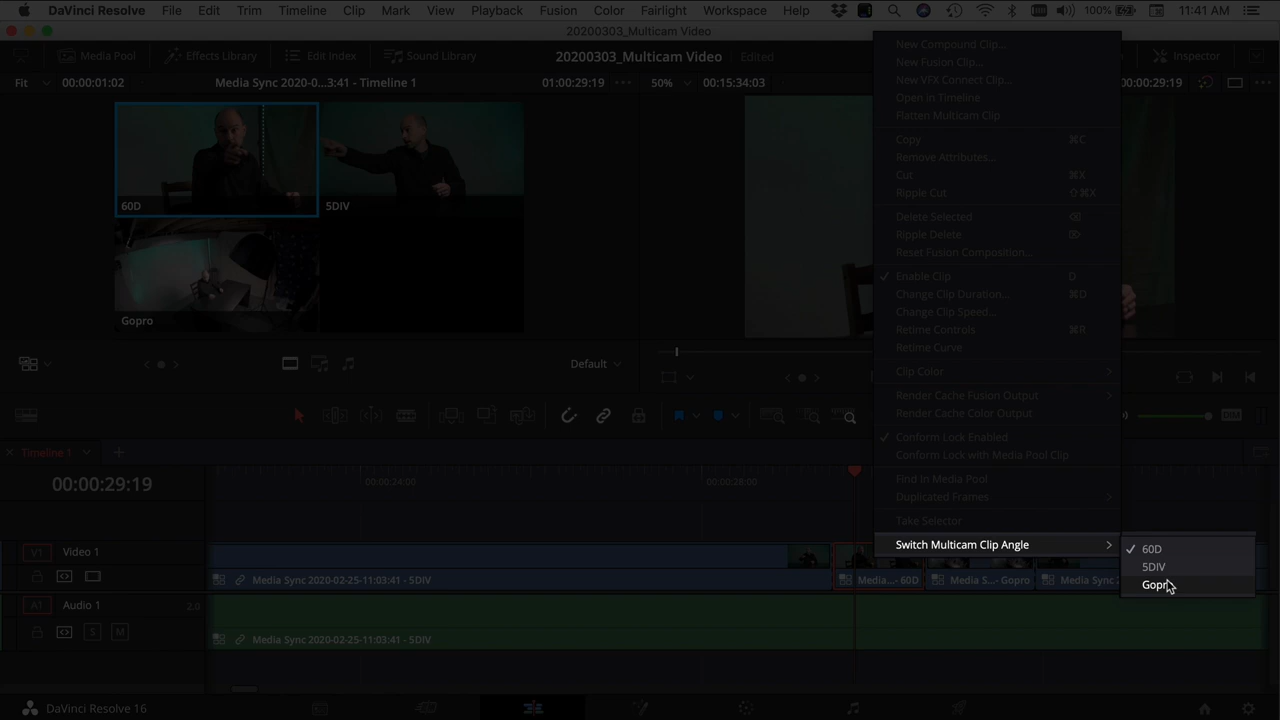 DaVinci Resolve File Edit Trim Timeline Clip Mark View Playback Fusion Color Fairlight Workspace Help 100% 11:41 AM
20200303_Multicam Video
Media Pool Effects Library Edit Index Sound Library 20200303_Multicam Video Edited Inspector
Fit 00:00:01:02 Media Sync 2020-0...3:41 - Timeline 1 01:00:29:19 50% 00:15:34:03 00:00:29:19
60D 5DIV
Gopro
Default
New Compound Clip...
New Fusion Clip...
New VFX Connect Clip...
Open in Timeline
Flatten Multicam Clip
Copy ⌘C
Remove Attributes...
Cut ⌘X
Ripple Cut ⇧⌘X
Delete Selected ⌫
Ripple Delete ⌦
Reset Fusion Composition...
Enable Clip D
Change Clip Duration... ⌘D
Change Clip Speed...
Retime Controls ⌘R
Retime Curve
Clip Color
Render Cache Fusion Output
Render Cache Color Output
Conform Lock Enabled
Conform Lock with Media Pool Clip
Find In Media Pool
Duplicated Frames
Take Selector
Switch Multicam Clip Angle
60D
5DIV
Gopro
DIM
Timeline 1
00:00:29:19 00:00:24:00 00:00:28:00
V1 Video 1
Media Sync 2020-02-25-11:03:41 - 5DIV Media...- 60D Media S...- Gopro Media Sync 2
A1 Audio 1 2.0
S M Media Sync 2020-02-25-11:03:41 - 5DIV
DaVinci Resolve 16